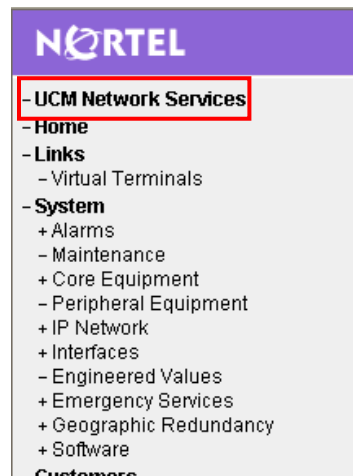 NORTEL
– UCM Network Services
– Home
– Links
– Virtual Terminals
– System
+ Alarms
– Maintenance
+ Core Equipment
– Peripheral Equipment
+ IP Network
+ Interfaces
– Engineered Values
+ Emergency Services
+ Geographic Redundancy
+ Software
Customers